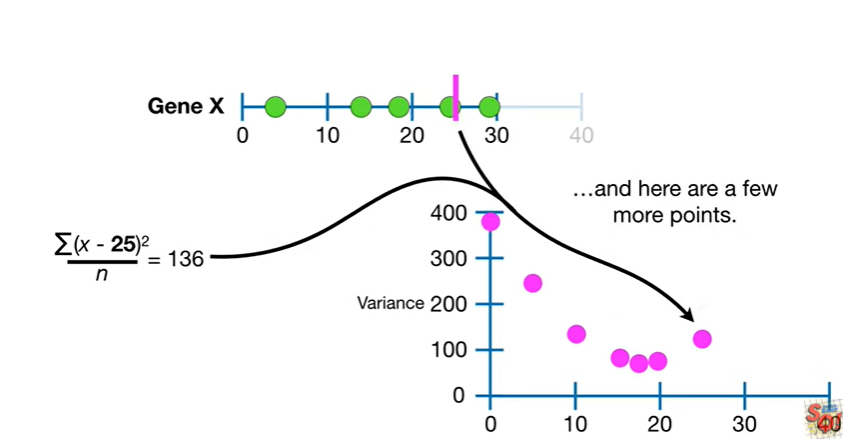 Gene X
0 10 20 30 40
…and here are a few
more points.
∑(x - 25)²
n
= 136
400
300
Variance 200
100
0
0 10 20 30 40